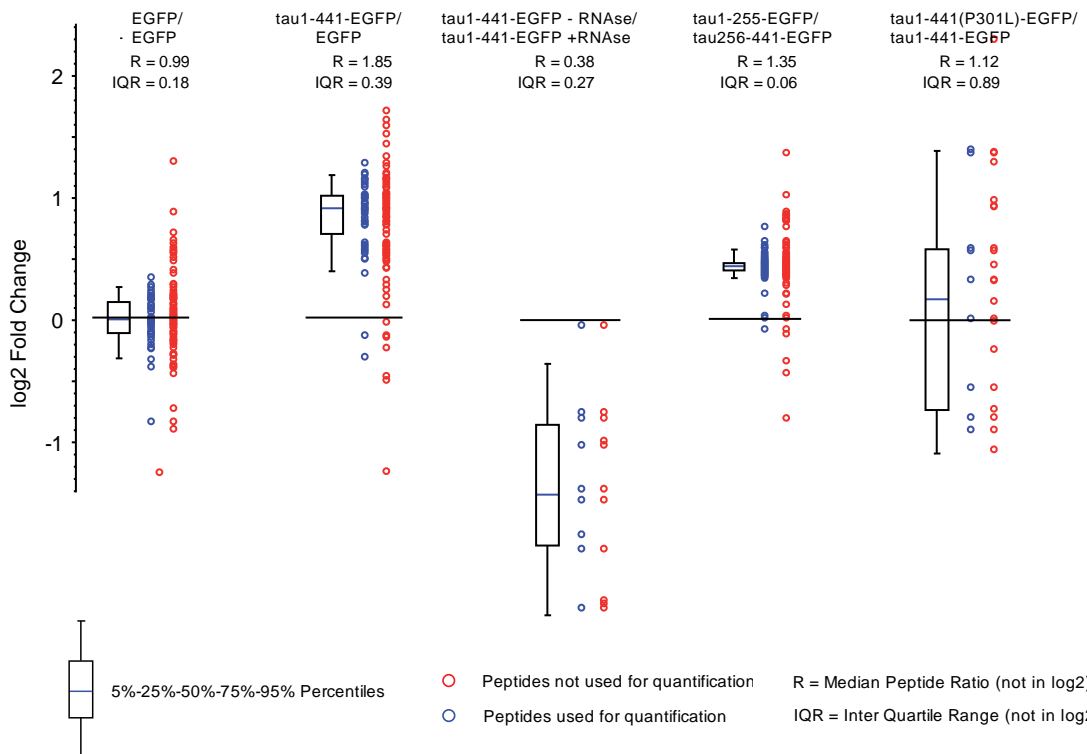 EGFP/
- EGFP
R = 0.99
IQR = 0.18
tau1-441-EGFP/
EGFP
R = 1.85
IQR = 0.39
tau1-441-EGFP - RNAse/
tau1-441-EGFP +RNAse
R = 0.38
IQR = 0.27
tau1-255-EGFP/
tau256-441-EGFP
R = 1.35
IQR = 0.06
tau1-441(P301L)-EGFP/
tau1-441-EGFP
R = 1.12
IQR = 0.89
log2 Fold Change
2
1
0
-1
5%-25%-50%-75%-95% Percentiles
Peptides not used for quantification
Peptides used for quantification
R = Median Peptide Ratio (not in log2)
IQR = Inter Quartile Range (not in log2